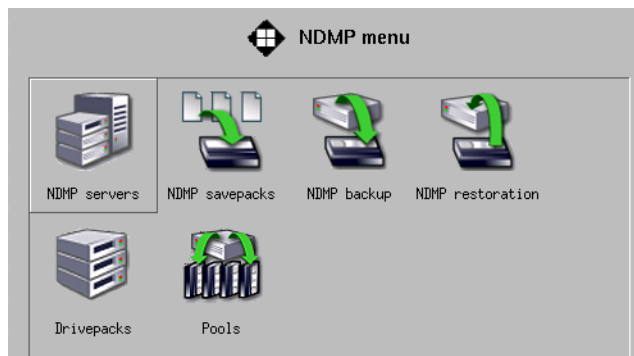 NDMP menu
NDMP servers NDMP savepacks NDMP backup NDMP restoration
Drivepacks Pools